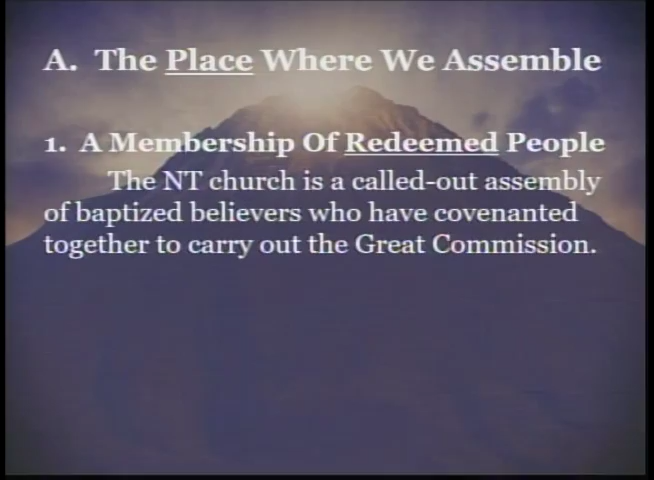 A. The Place Where We Assemble
1. A Membership Of Redeemed People
The NT church is a called-out assembly
of baptized believers who have covenanted
together to carry out the Great Commission.